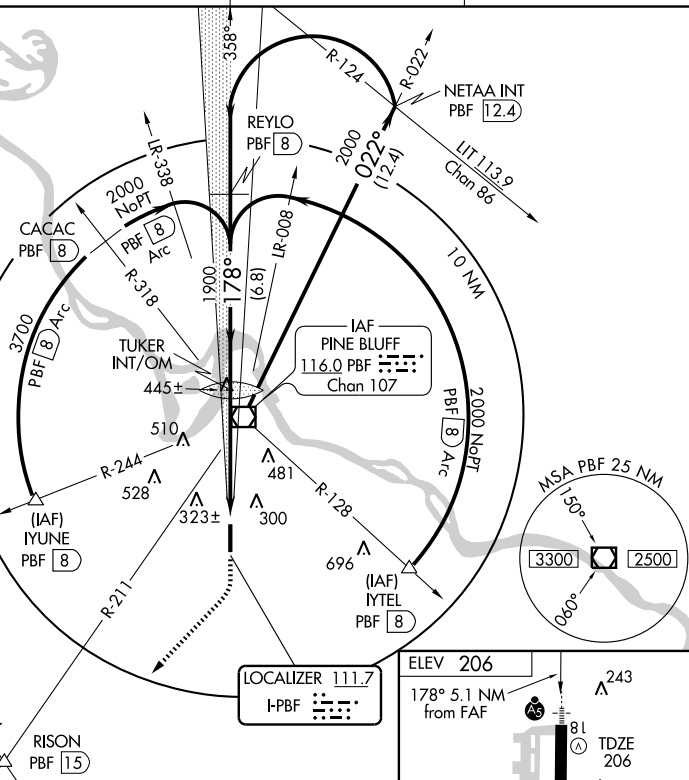 358°
R-124
R-022
NETAA INT
PBF 12.4
REYLO
PBF 8
2000
022°
(12.4)
LIT 113.9
Chan 86
LR-338
2000
NoPT
PBF 8
Arc
CACAC
PBF 8
R-318
LR-008
10 NM
1900
178°
(6.8)
3700
PBF 8 Arc
TUKER
INT/OM
445±
IAF
PINE BLUFF
116.0 PBF
Chan 107
2000 NoPT
PBF 8 Arc
510
R-244
528
323±
481
300
R-128
696
MSA PBF 25 NM
150°
3300
2500
060°
(IAF)
IYUNE
PBF 8
R-211
(IAF)
IYTEL
PBF 8
LOCALIZER 111.7
I-PBF
RISON
PBF 15
ELEV 206
178° 5.1 NM
from FAF
243
A5
18
TDZE
206